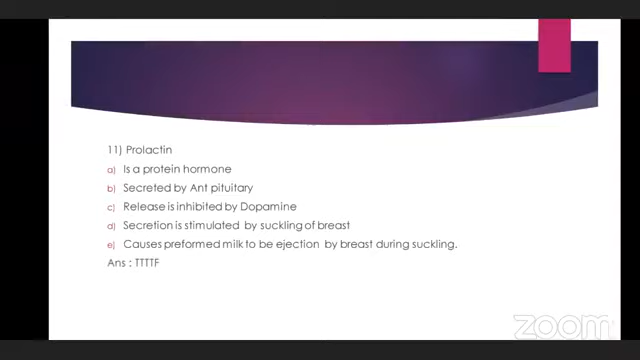 11) Prolactin
a) Is a protein hormone
b) Secreted by Ant pituitary
c) Release is inhibited by Dopamine
d) Secretion is stimulated by suckling of breast
e) Causes preformed milk to be ejection by breast during suckling.
Ans : TTTTF
zoom